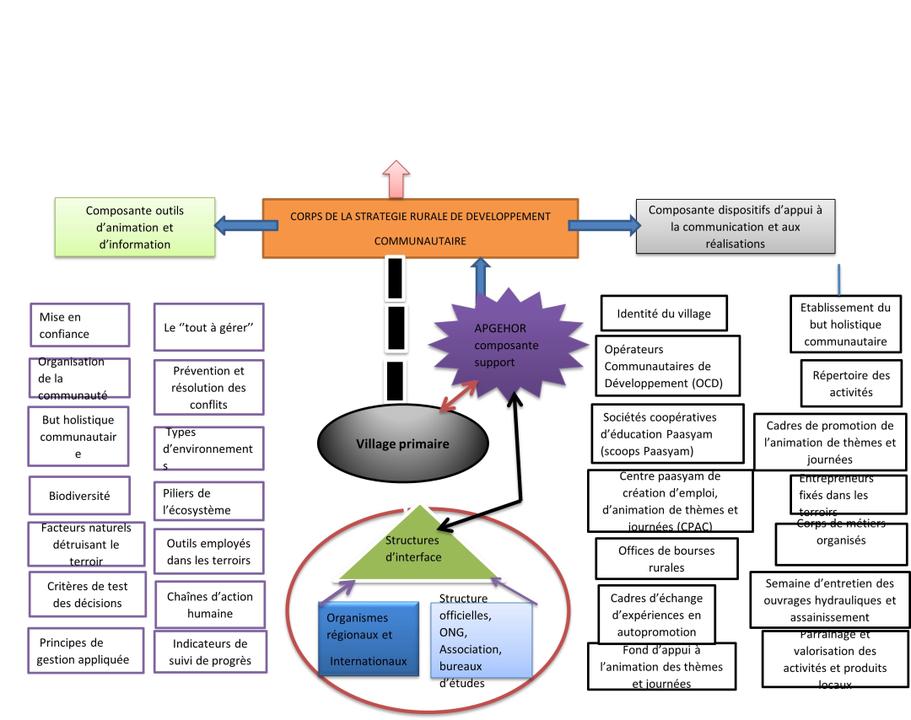 Composante outils
d’animation et
d’information
CORPS DE LA STRATEGIE RURALE DE DEVELOPPEMENT
COMMUNAUTAIRE
Composante dispositifs d’appui à
la communication et aux
réalisations
Mise en
confiance
Organisation
de la
communauté
But holistique
communautair
e
Biodiversité
Facteurs naturels
détruisant le
terroir
Critères de test
des décisions
Principes de
gestion appliquée
Le ‘’tout à gérer’’
Prévention et
résolution des
conflits
Types
d’environnement
s
Piliers de
l’écosystème
Outils employés
dans les terroirs
Chaînes d’action
humaine
Indicateurs de
suivi de progrès
APGEHOR
composante
support
Village primaire
Structures
d’interface
Organismes
régionaux et
Internationaux
Structure
officielles,
ONG,
Association,
bureaux
d’études
Identité du village
Opérateurs
Communautaires de
Développement (OCD)
Sociétés coopératives
d’éducation Paasyam
(scoops Paasyam)
Centre paasyam de
création d’emploi,
d’animation de thèmes et
journées (CPAC)
Offices de bourses
rurales
Cadres d’échange
d’expériences en
autopromotion
Fond d’appui à
l’animation des thèmes
et journées
Etablissement du
but holistique
communautaire
Répertoire des
activités
Cadres de promotion de
l’animation de thèmes et
journées
Entrepreneurs
fixés dans les
terroirs
Corps de métiers
organisés
Semaine d’entretien des
ouvrages hydrauliques et
assainissement
Parrainage et
valorisation des
activités et produits
locaux